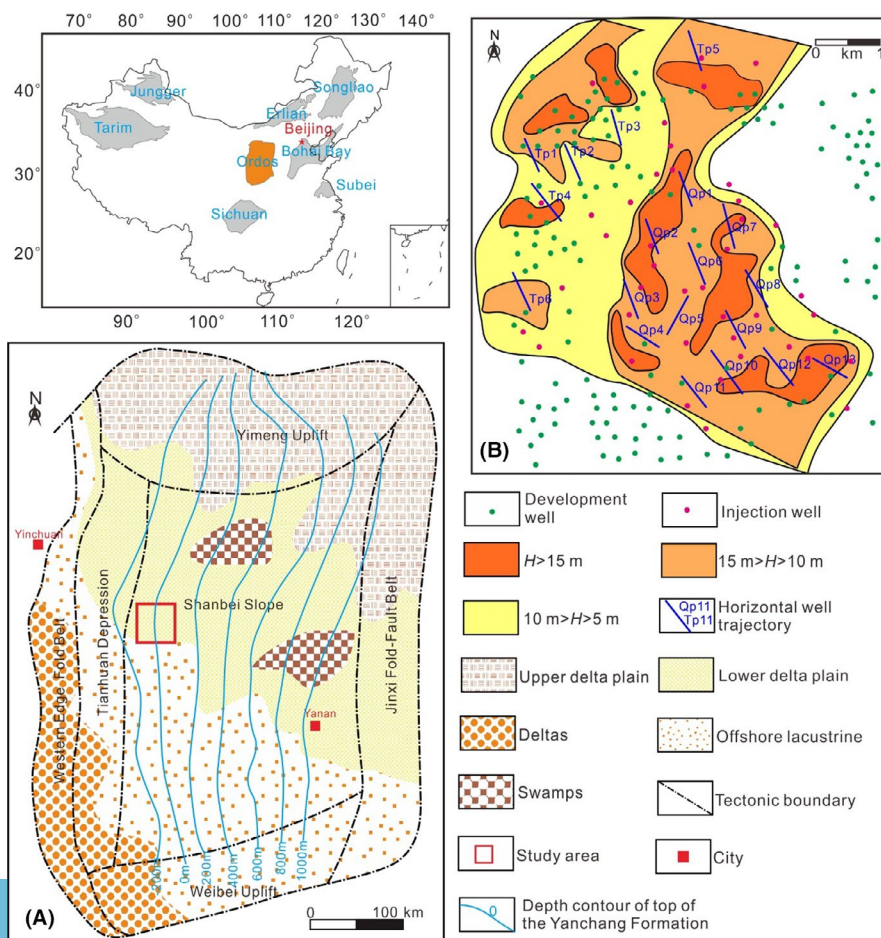 70° 80° 90° 100° 110° 120° 130° 140°
40°
30°
20°
90° 100° 110° 120°
Jungger
Tarim
Songliao
Erlian
Beijing
Bohai Bay
Ordos
Subei
Sichuan
(B)
N
km
Tp5
Tp3
Tp1
Tp2
Tp4
Qp1
Qp7
Qp2
Qp6
Tp6
Qp3
Qp8
Qp5
Qp4
Qp9
Qp10
Qp12
Qp13
Qp11
N
Yimeng Uplift
Yinchuan
Shanbei Slope
Tianhuan Depression
Western Edge Fold Belt
Jinxi Fold-Fault Belt
Yanan
0m
200m
400m
600m
800m
1000m
Weibei Uplift
(A)
0 100 km
Development well
Injection well
H>15 m
15 m>H>10 m
10 m>H>5 m
Qp11
Tp11
Horizontal well trajectory
Upper delta plain
Lower delta plain
Deltas
Offshore lacustrine
Swamps
Tectonic boundary
Study area
City
0
Depth contour of top of
the Yanchang Formation